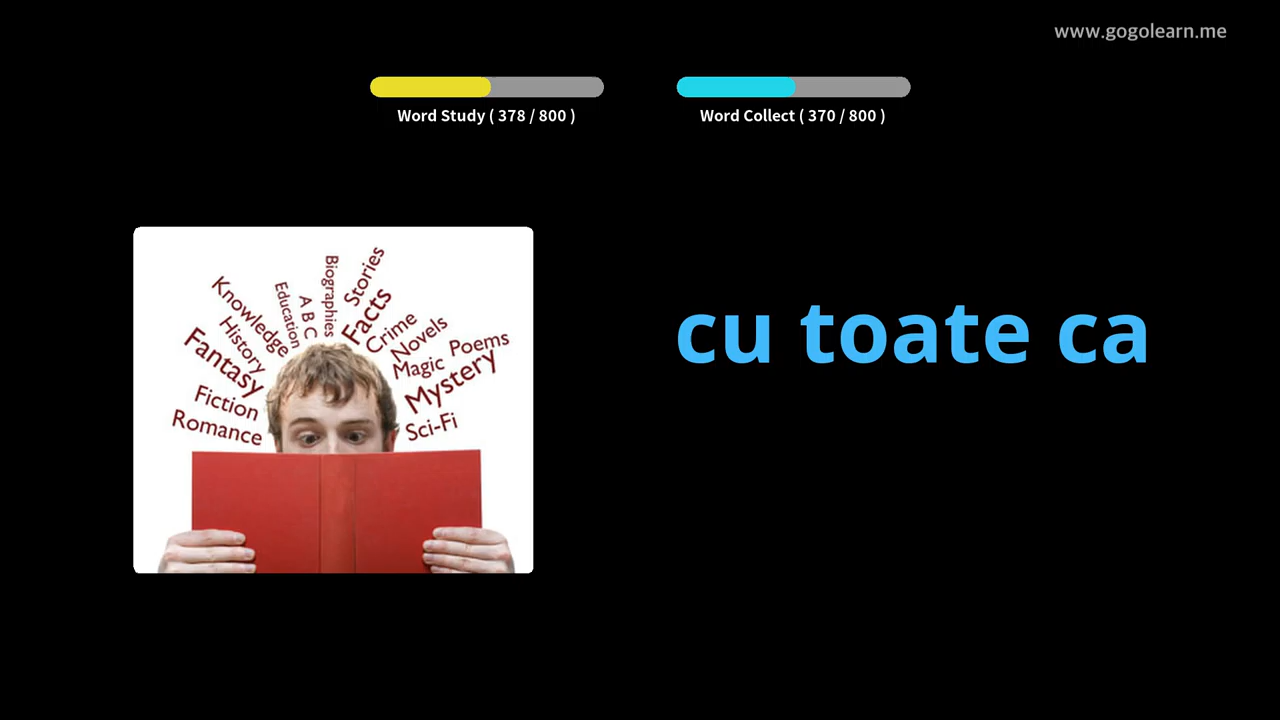 www.gogolearn.me
Word Study ( 378 / 800 )
Word Collect ( 370 / 800 )
cu toate ca
Biographies
Stories
Education
A B C
Facts
Knowledge
Crime
Novels
History
Poems
Fantasy
Magic
Mystery
Fiction
Sci-Fi
Romance